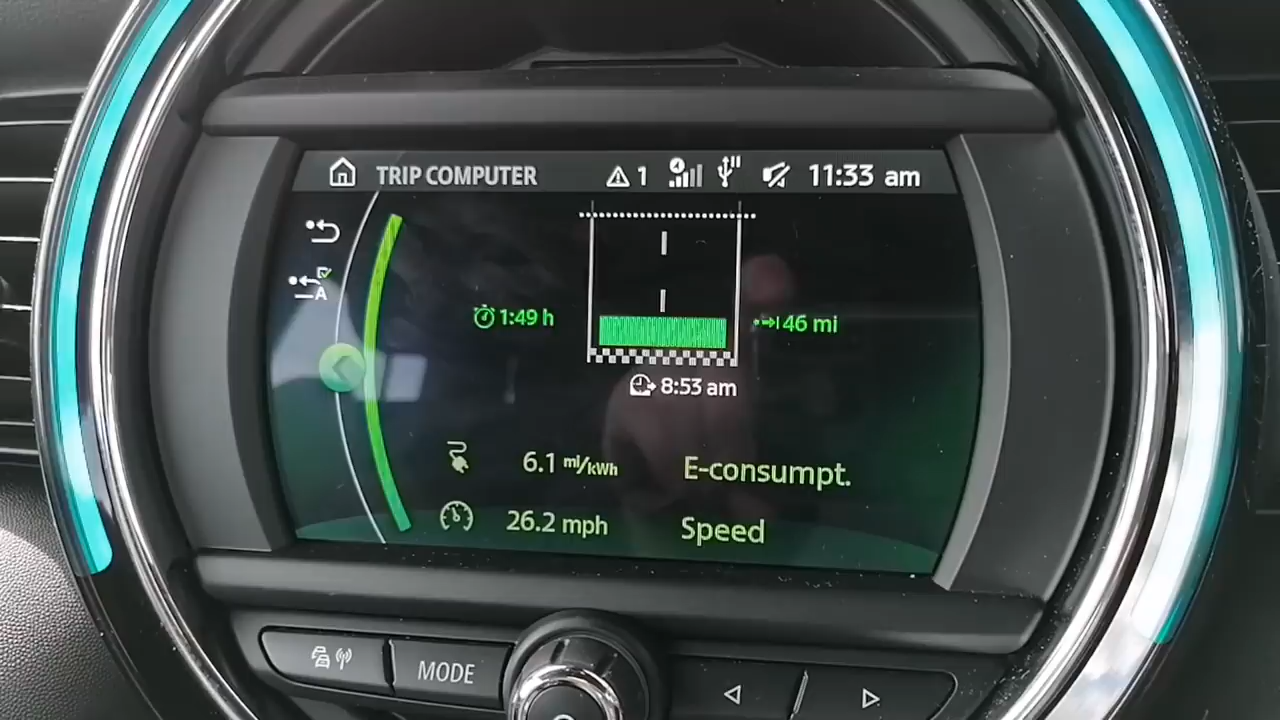 TRIP COMPUTER 1 11:33 am
A
1:49 h 46 mi
8:53 am
6.1 mi/kWh E-consumpt.
26.2 mph Speed
MODE